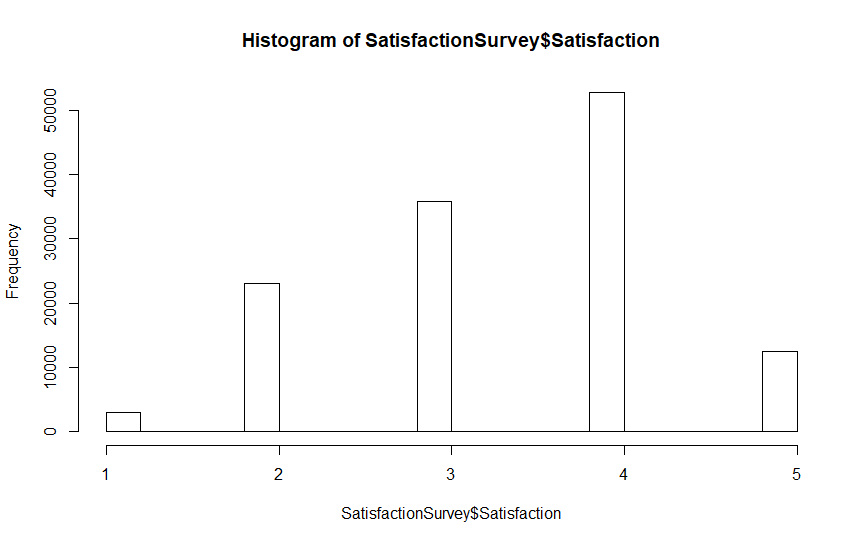 Histogram of SatisfactionSurvey$Satisfaction
Frequency
50000
40000
30000
20000
10000
0
1 2 3 4 5
SatisfactionSurvey$Satisfaction